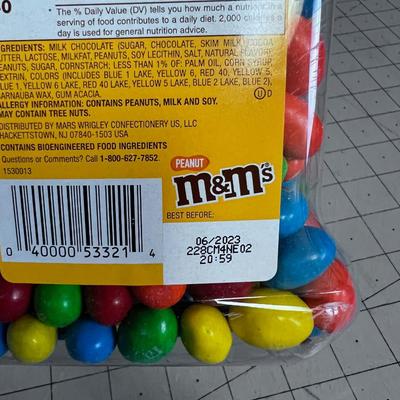 0
* The % Daily Value (DV) tells you how much a nutrient in a
serving of food contributes to a daily diet. 2,000 calories a
day is used for general nutrition advice.
INGREDIENTS: MILK CHOCOLATE (SUGAR, CHOCOLATE, SKIM MILK, COCOA
BUTTER, LACTOSE, MILKFAT, PEANUTS, SOY LECITHIN, SALT, NATURAL FLAVOR),
PEANUTS, SUGAR, CORNSTARCH; LESS THAN 1% OF: PALM OIL, CORN SYRUP,
DEXTRIN, COLORS (INCLUDES BLUE 1 LAKE, YELLOW 6, RED 40, YELLOW 5,
BLUE 1, YELLOW 6 LAKE, RED 40 LAKE, YELLOW 5 LAKE, BLUE 2 LAKE, BLUE 2),
CARNAUBA WAX, GUM ACACIA.
ALLERGY INFORMATION: CONTAINS PEANUTS, MILK AND SOY.
MAY CONTAIN TREE NUTS.
DISTRIBUTED BY MARS WRIGLEY CONFECTIONERY US, LLC
HACKETTSTOWN, NJ 07840-1503 USA
CONTAINS BIOENGINEERED FOOD INGREDIENTS
Questions or Comments? Call 1-800-627-7852.
1530013
PEANUT
m&m's
BEST BEFORE:
06/2023
228CM4HE02
20:59
0 40000 53321 4